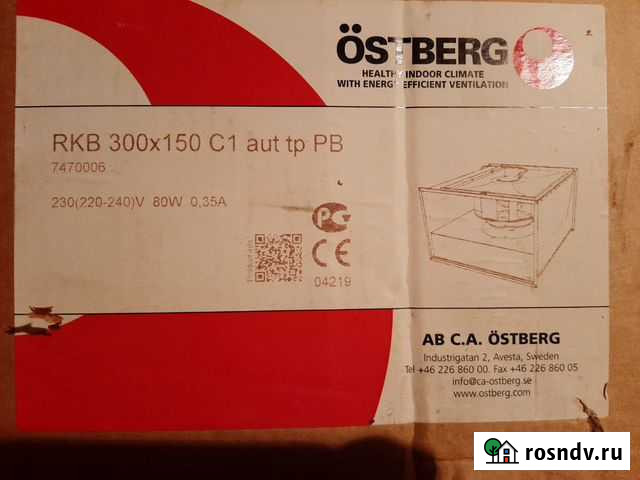 ÖSTBERG
HEALTHY INDOOR CLIMATE
WITH ENERGY EFFICIENT VENTILATION
RKB 300x150 C1 aut tp PB
7470006
230(220-240)V 80W 0,35A
PG
CE
04219
AB C.A. ÖSTBERG
Industrigatan 2, Avesta, Sweden
Tel +46 226 860 00. Fax +46 226 860 05
info@ca-ostberg.se
www.ostberg.com
rosndv.ru